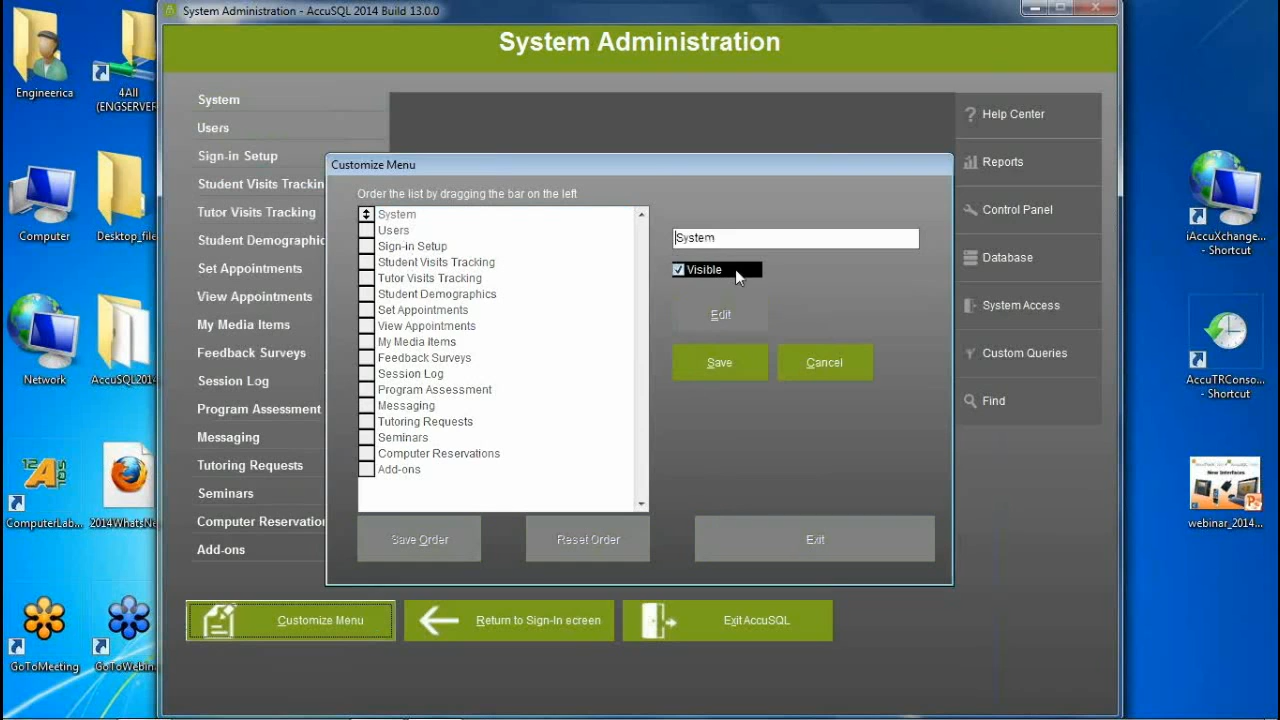 System Administration - AccuSQL 2014 Build 13.0.0
System Administration
Engineerica
4All
(ENGSERVER
Computer
Desktop_file
Network
AccuSQL2014
ComputerLab...
2014WhatsNe
GoToMeeting
GoToWebin.
System
Users
Sign-in Setup
Student Visits Trackin
Tutor Visits Tracking
Student Demographic
Set Appointments
View Appointments
My Media Items
Feedback Surveys
Session Log
Program Assessment
Messaging
Tutoring Requests
Seminars
Computer Reservation
Add-ons
Customize Menu
Order the list by dragging the bar on the left
System
Users
Sign-in Setup
Student Visits Tracking
Tutor Visits Tracking
Student Demographics
Set Appointments
View Appointments
My Media Items
Feedback Surveys
Session Log
Program Assessment
Messaging
Tutoring Requests
Seminars
Computer Reservations
Add-ons
System
Visible
Edit
Save
Cancel
Save Order
Reset Order
Exit
Help Center
Reports
Control Panel
Database
System Access
Custom Queries
Find
Customize Menu
Return to Sign-In screen
Exit AccuSQL
iAccuXchange...
- Shortcut
AccuTRConso...
- Shortcut
New Interfaces
webinar_2014...